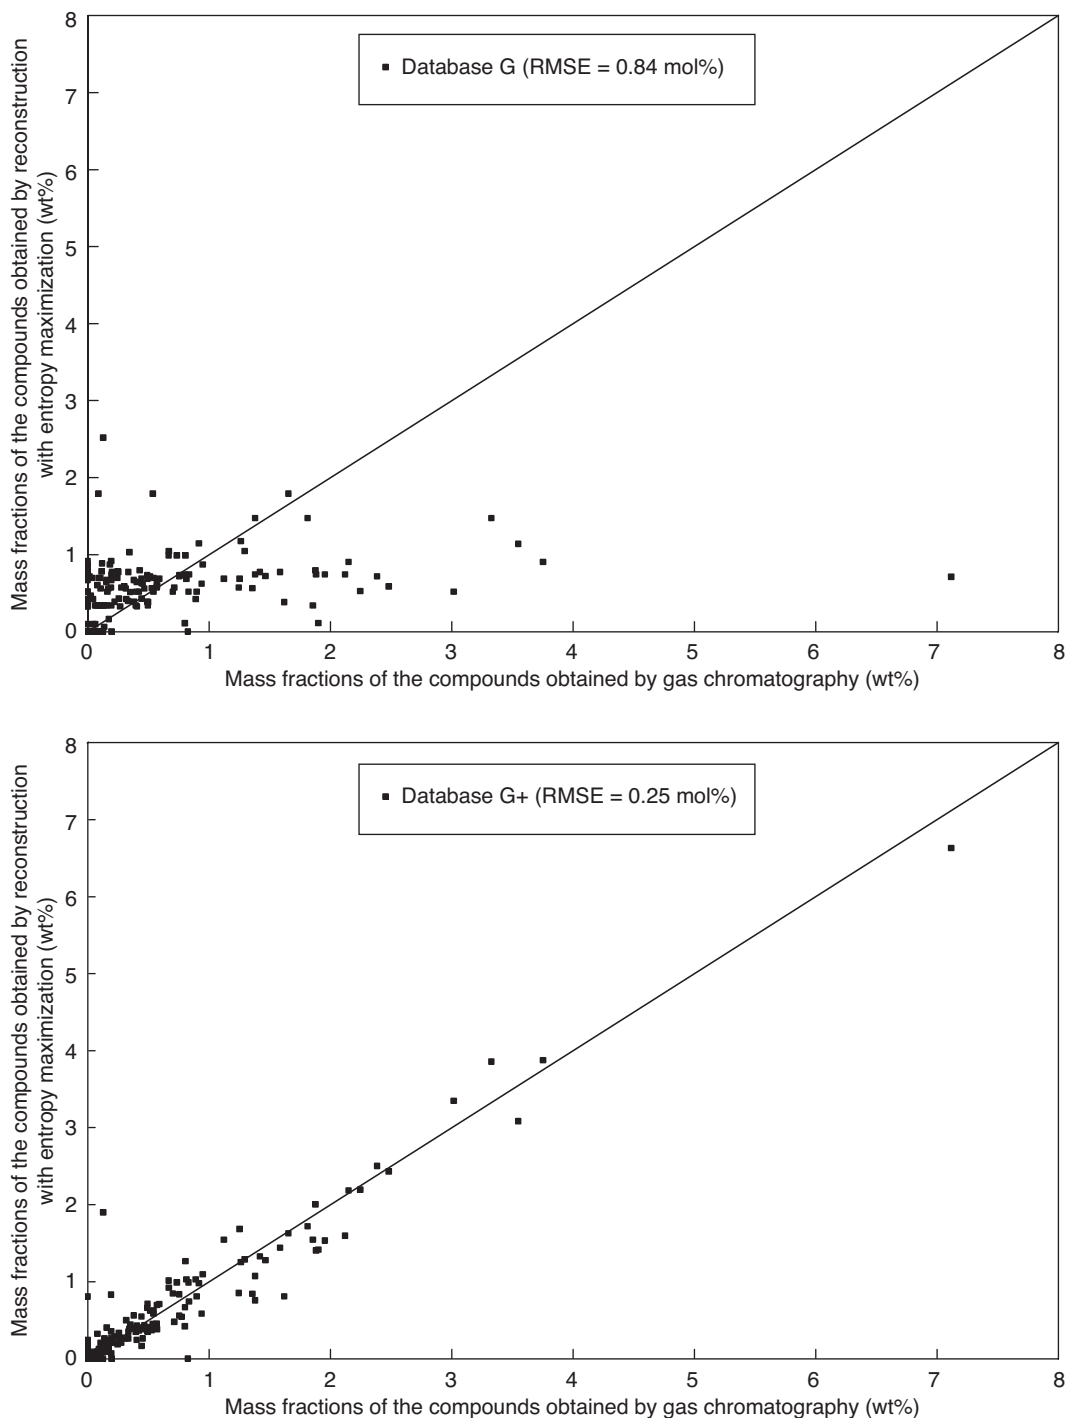 Mass fractions of the compounds obtained by reconstruction
with entropy maximization (wt%)
8
7
6
5
4
3
2
1
0
Database G (RMSE = 0.84 mol%)
0 1 2 3 4 5 6 7 8
Mass fractions of the compounds obtained by gas chromatography (wt%)
Mass fractions of the compounds obtained by reconstruction
with entropy maximization (wt%)
8
7
6
5
4
3
2
1
0
Database G+ (RMSE = 0.25 mol%)
0 1 2 3 4 5 6 7 8
Mass fractions of the compounds obtained by gas chromatography (wt%)